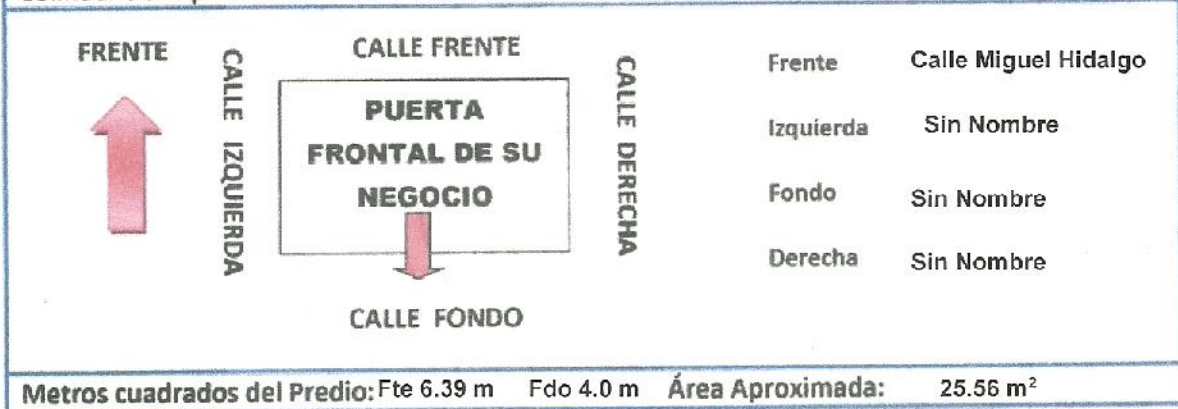 FRENTE
CALLE IZQUIERDA
CALLE FRENTE
PUERTA
FRONTAL DE SU
NEGOCIO
CALLE FONDO
CALLE DERECHA
Frente Calle Miguel Hidalgo
Izquierda Sin Nombre
Fondo Sin Nombre
Derecha Sin Nombre
Metros cuadrados del Predio: Fte 6.39 m Fdo 4.0 m Área Aproximada: 25.56 m²